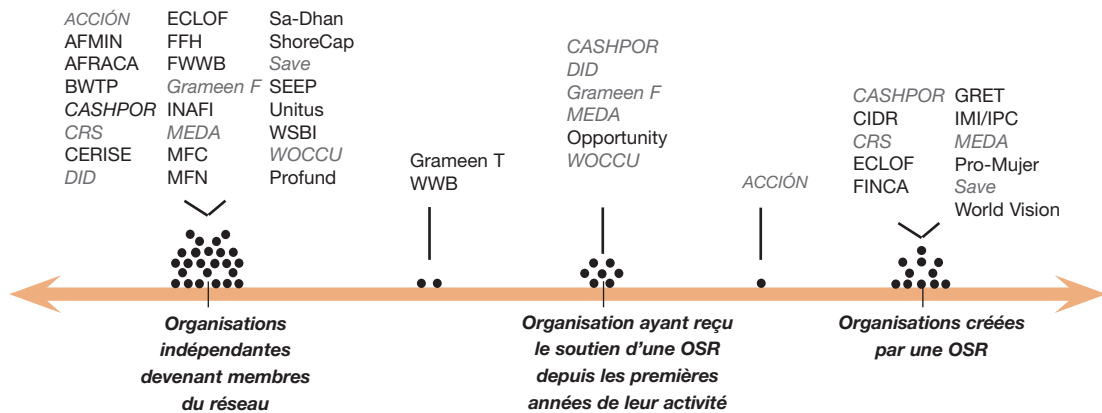 ACCIÓN
AFMIN
AFRACA
BWTP
CASHPOR
CRS
CERISE
DID
ECLOF
FFH
FWWB
Grameen F
INAFI
MEDA
MFC
MFN
Sa-Dhan
ShoreCap
Save
SEEP
Unitus
WSBI
WOCCU
Profund
Grameen T
WWB
CASHPOR
DID
Grameen F
MEDA
Opportunity
WOCCU
ACCIÓN
CASHPOR
CIDR
CRS
ECLOF
FINCA
GRET
IMI/IPC
MEDA
Pro-Mujer
Save
World Vision
Organisations
indépendantes
devenant membres
du réseau
Organisation ayant reçu
le soutien d'une OSR
depuis les premières
années de leur activité
Organisations créées
par une OSR